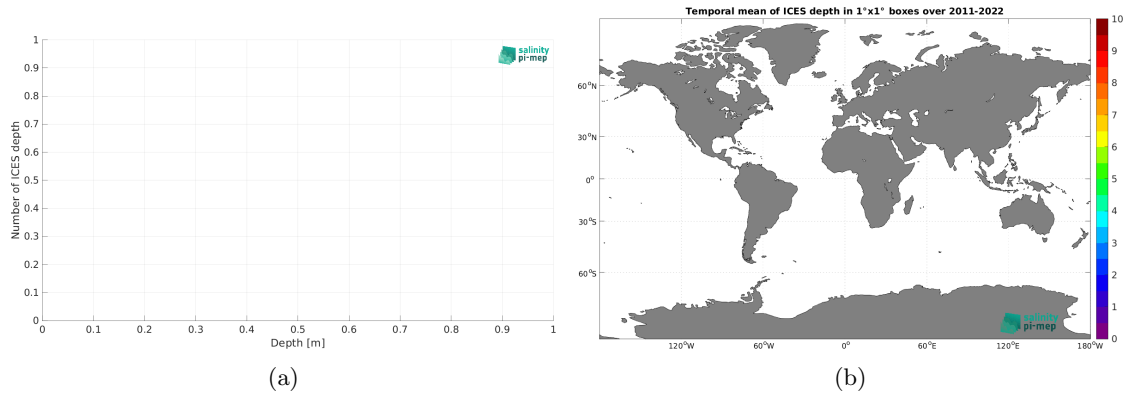 Temporal mean of ICES depth in 1°x1° boxes over 2011-2022
1
0.9
0.8
0.7
0.6
0.5
0.4
0.3
0.2
0.1
0
Number of ICES depth
0 0.1 0.2 0.3 0.4 0.5 0.6 0.7 0.8 0.9 1
Depth [m]
salinity
pi-mep
60°N
30°N
0°
30°S
60°S
120°W 60°W 0° 60°E 120°E 180°W
salinity
pi-mep
10
9
8
7
6
5
4
3
2
1
0
(a)
(b)